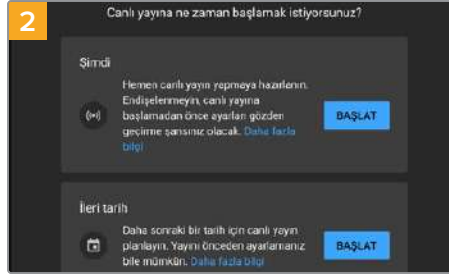 2
Canlı yayına ne zaman başlamak istiyorsunuz?
Şimdi
Hemen canlı yayın yapmaya hazırlanın.
Endişelenmeyin, canlı yayına
başlamadan önce ayarları gözden
geçirme şansınız olacak. Daha fazla
bilgi
BAŞLAT
İleri tarih
Daha sonraki bir tarih için canlı yayın
planlayın. Yayını önceden ayarlamanız
bile mümkün. Daha fazla bilgi
BAŞLAT